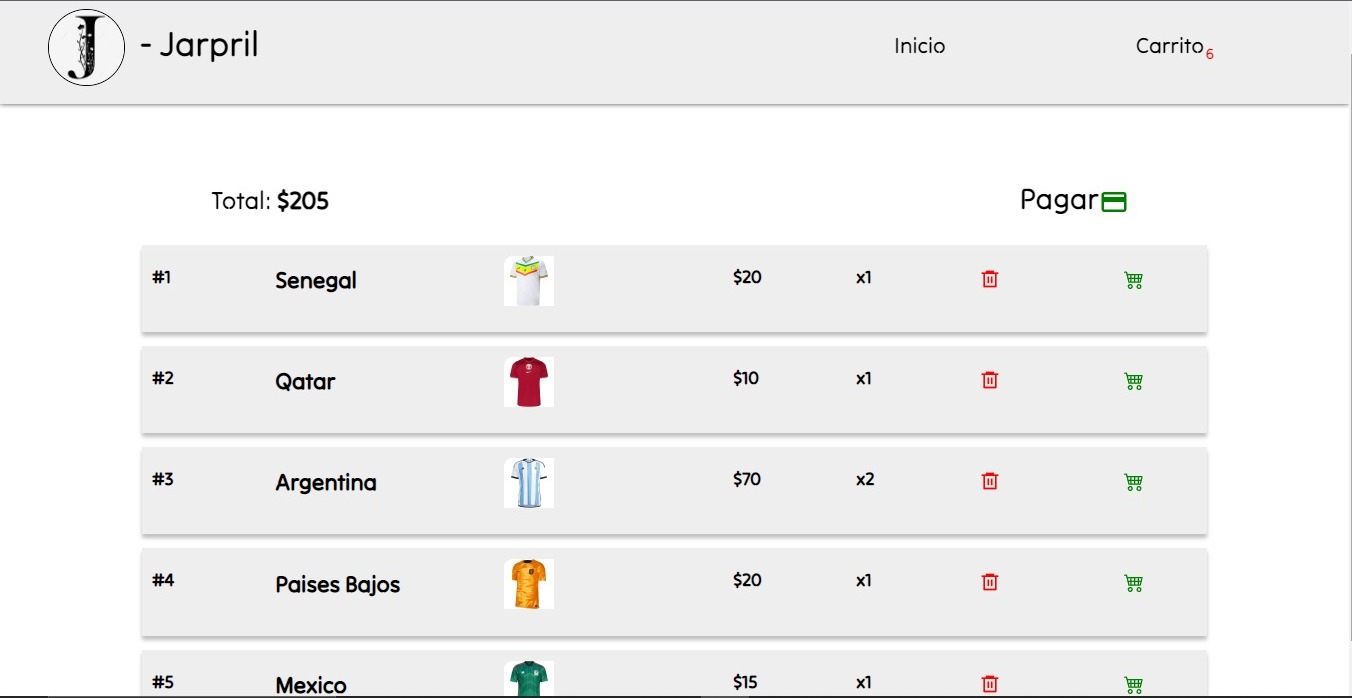 J - Jarpril Inicio Carrito6
Total: $205 Pagar
#1 Senegal $20 x1
#2 Qatar $10 x1
#3 Argentina $70 x2
#4 Paises Bajos $20 x1
#5 Mexico $15 x1